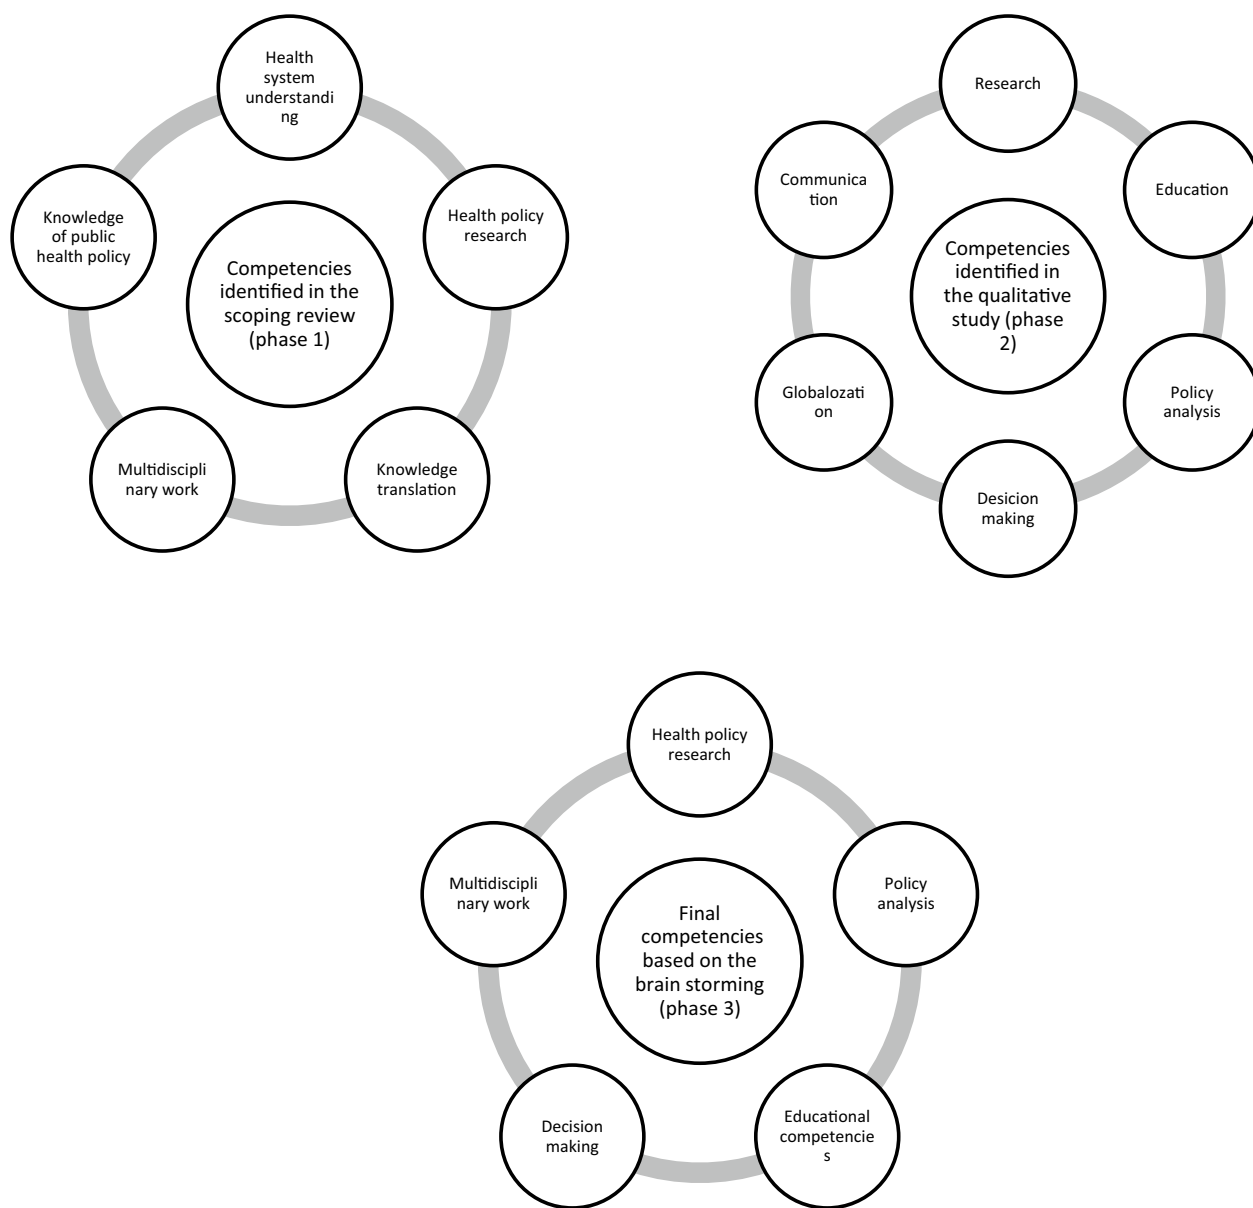 Health
system
understandi
ng
Health policy
research
Knowledge
translation
Multidiscipli
nary work
Knowledge
of public
health policy
Competencies
identified in the
scoping review
(phase 1)
Research
Education
Policy
analysis
Desicion
making
Globalozati
on
Communica
tion
Competencies
identified in
the qualitative
study (phase
2)
Health policy
research
Policy
analysis
Educational
competencie
s
Decision
making
Multidiscipli
nary work
Final
competencies
based on the
brain storming
(phase 3)